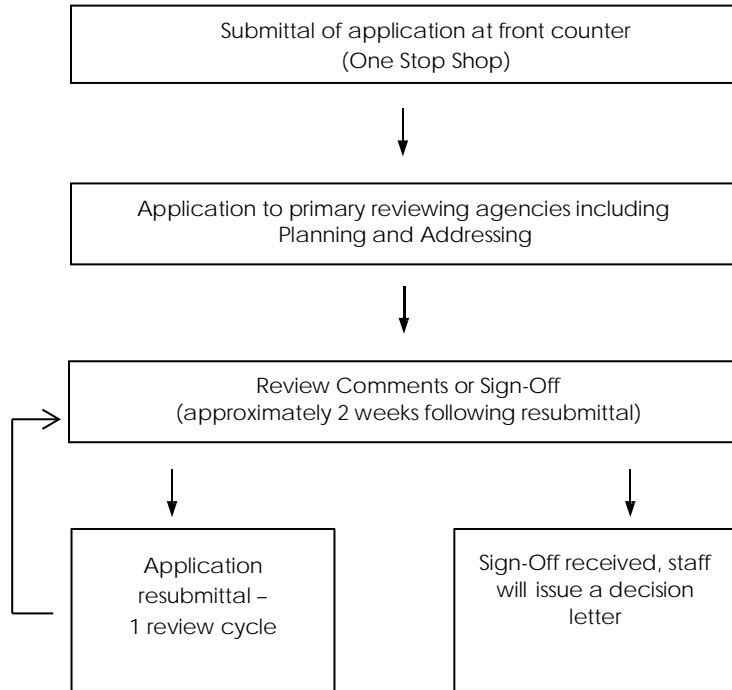 Submittal of application at front counter
(One Stop Shop)
Application to primary reviewing agencies including
Planning and Addressing
Review Comments or Sign-Off
(approximately 2 weeks following resubmittal)
Application
resubmittal –
1 review cycle
Sign-Off received, staff
will issue a decision
letter